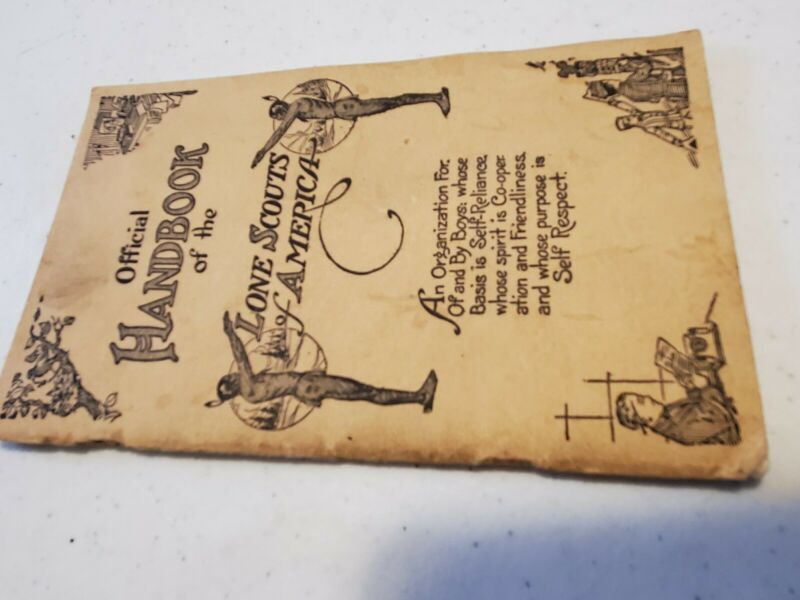 Official
HANDBOOK
of the
LONE SCOUTS
of AMERICA
An Organization For,
Of and By Boys: whose
Basis is Self-Reliance
whose spirit is Co-oper
ation and Friendliness.
and whose purpose is
Self Respect.